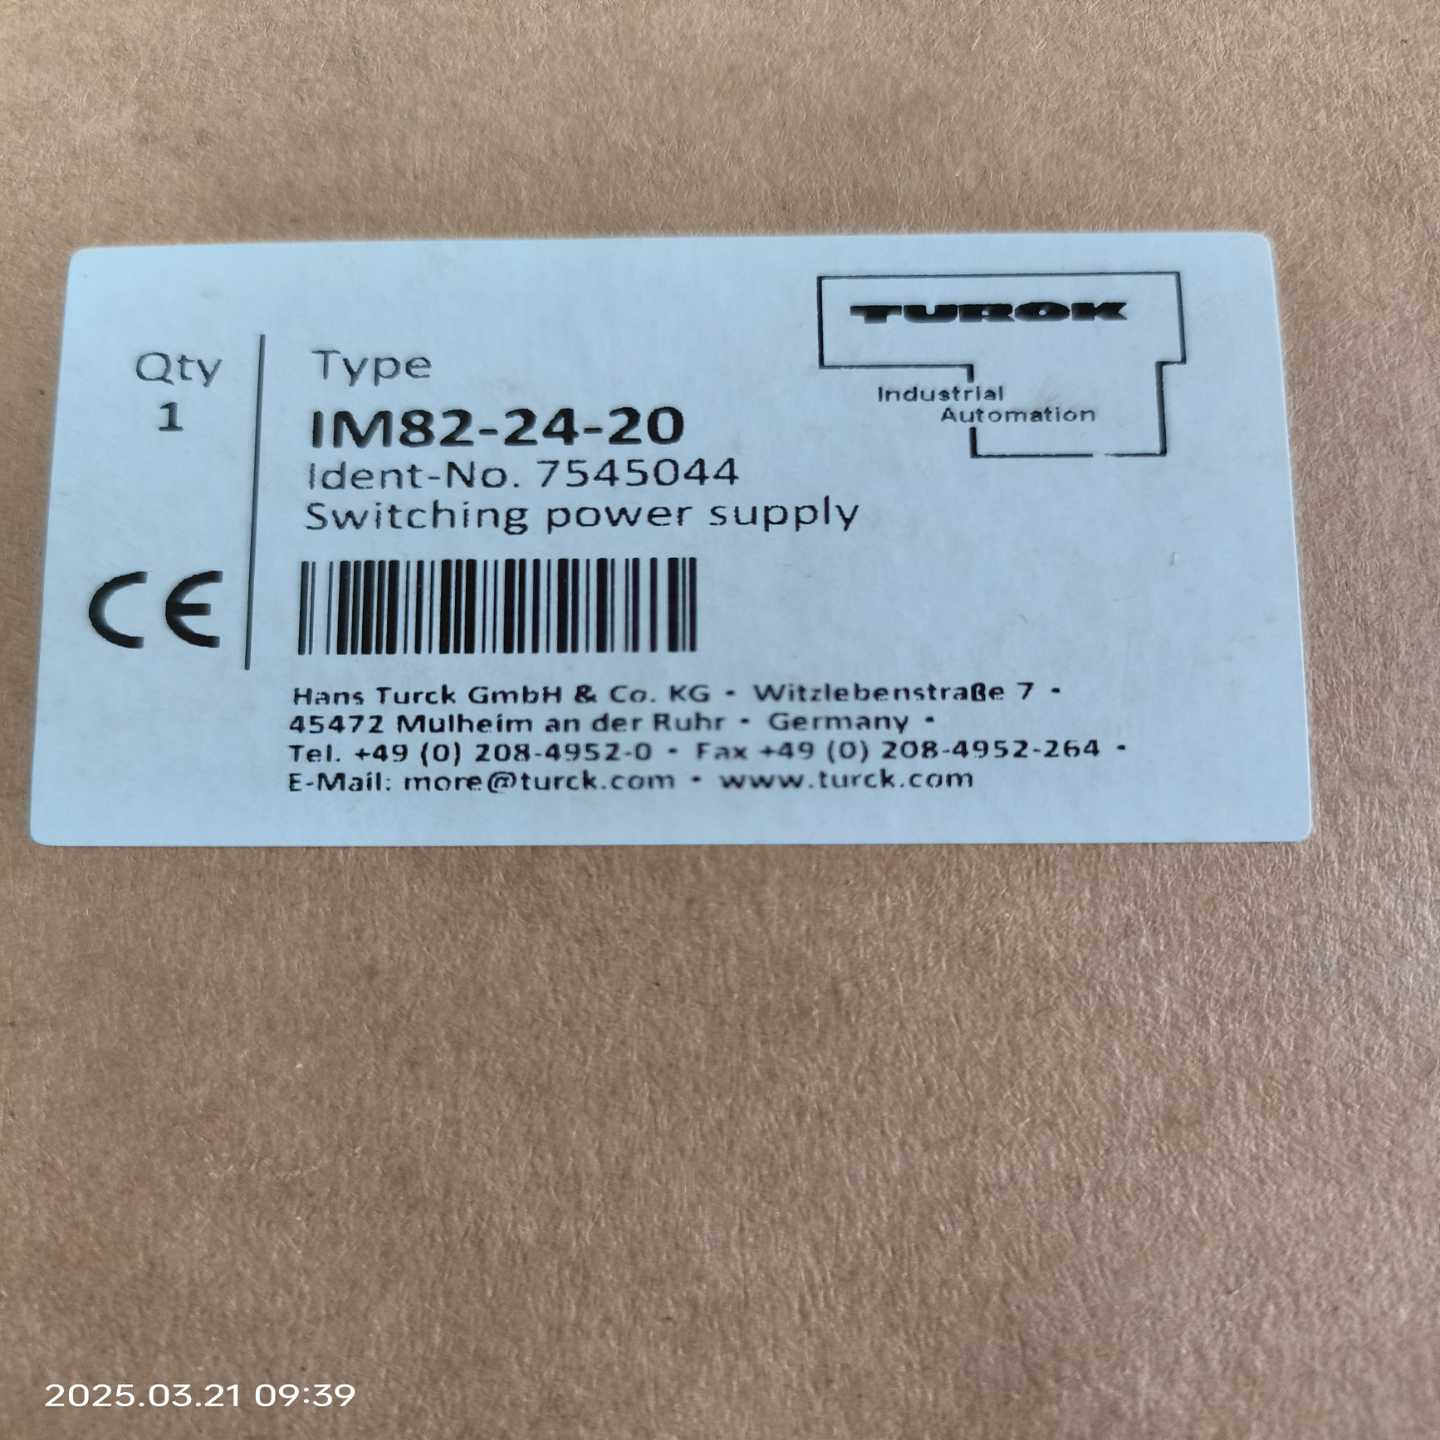 TURCK
Industrial
Automation
Qty
1
Type
IM82-24-20
Ident-No. 7545044
Switching power supply
CE
Hans Turck GmbH & Co. KG • Witzlebenstraße 7 •
45472 Mulheim an der Ruhr • Germany •
Tel. +49 (0) 208-4952-0 • Fax +49 (0) 208-4952-264 •
E-Mail: more@turck.com • www.turck.com
2025.03.21 09:39